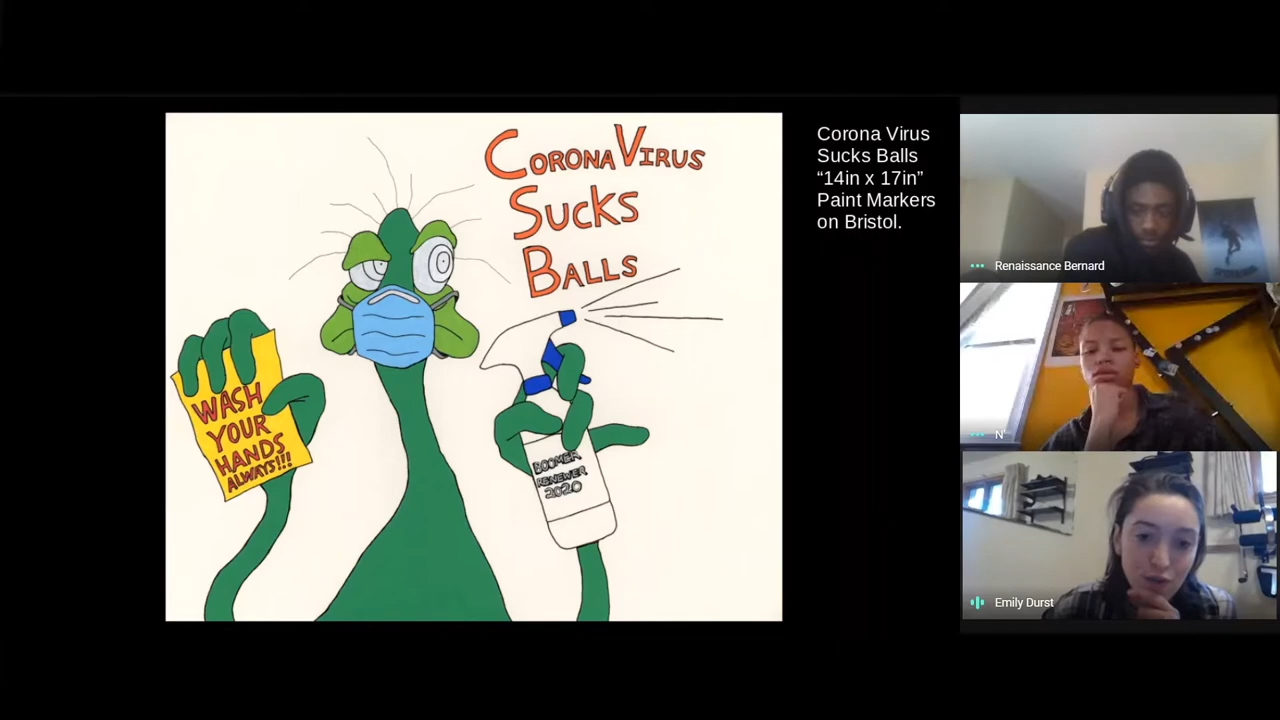 Corona Virus
Sucks
Balls
WASH
YOUR
HANDS
ALWAYS!!!
BOOMER
RENEWER
2020
Corona Virus
Sucks Balls
“14in x 17in”
Paint Markers
on Bristol.
Renaissance Bernard
N'
Emily Durst